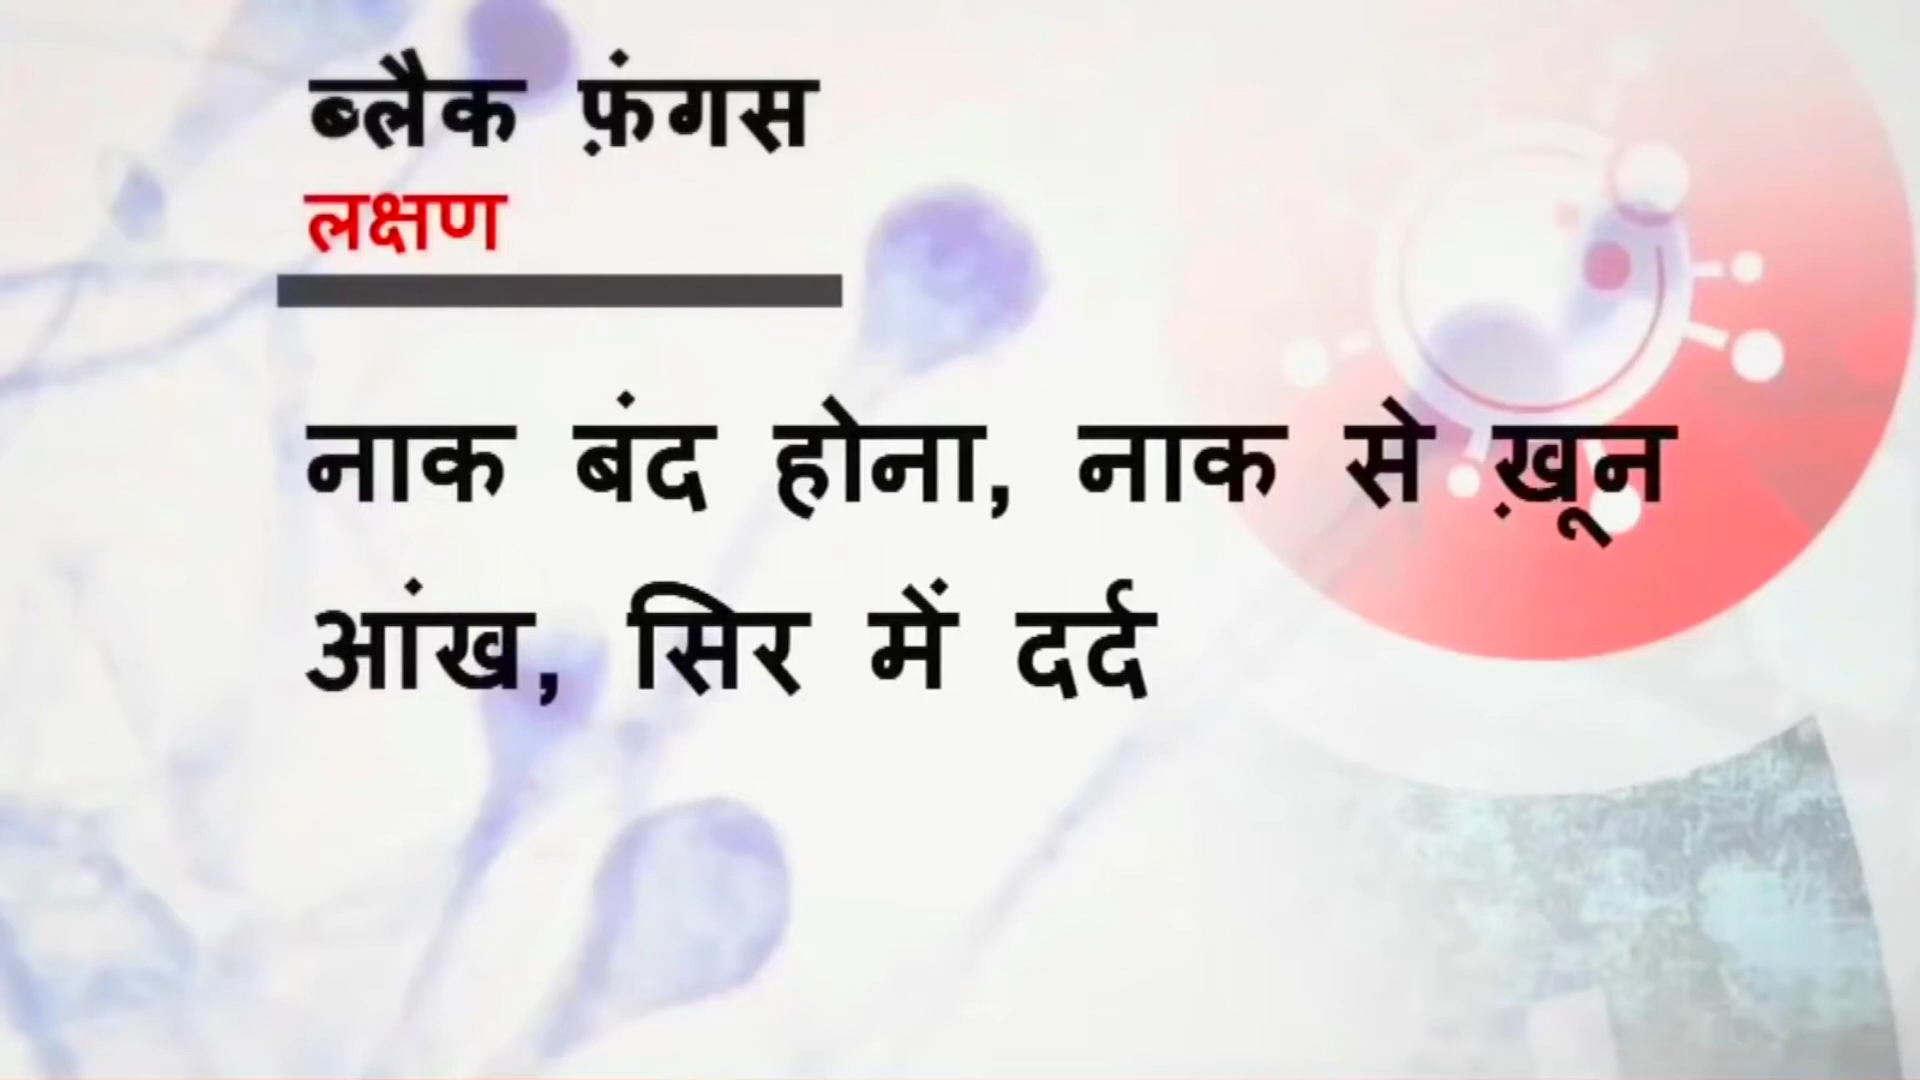 ब्लैक फ़ंगस
लक्षण
नाक बंद होना, नाक से ख़ून
आंख, सिर में दर्द